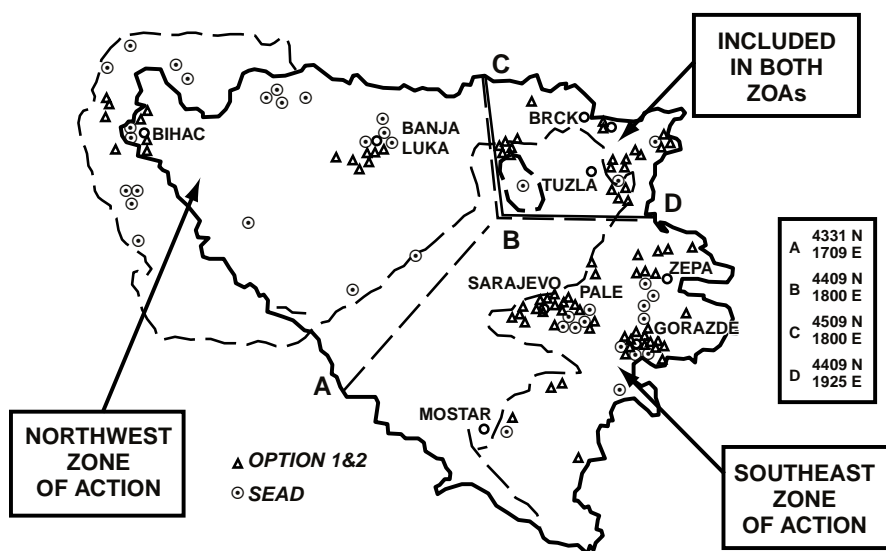 C
INCLUDED
IN BOTH
ZOAs
BRCKO
BIHAC
BANJA
LUKA
TUZLA
D
B
A 4331 N
1709 E
B 4409 N
1800 E
C 4509 N
1800 E
D 4409 N
1925 E
ZEPA
SARAJEVO
PALE
GORAZDE
A
MOSTAR
NORTHWEST
ZONE
OF ACTION
OPTION 1&2
SEAD
SOUTHEAST
ZONE
OF ACTION